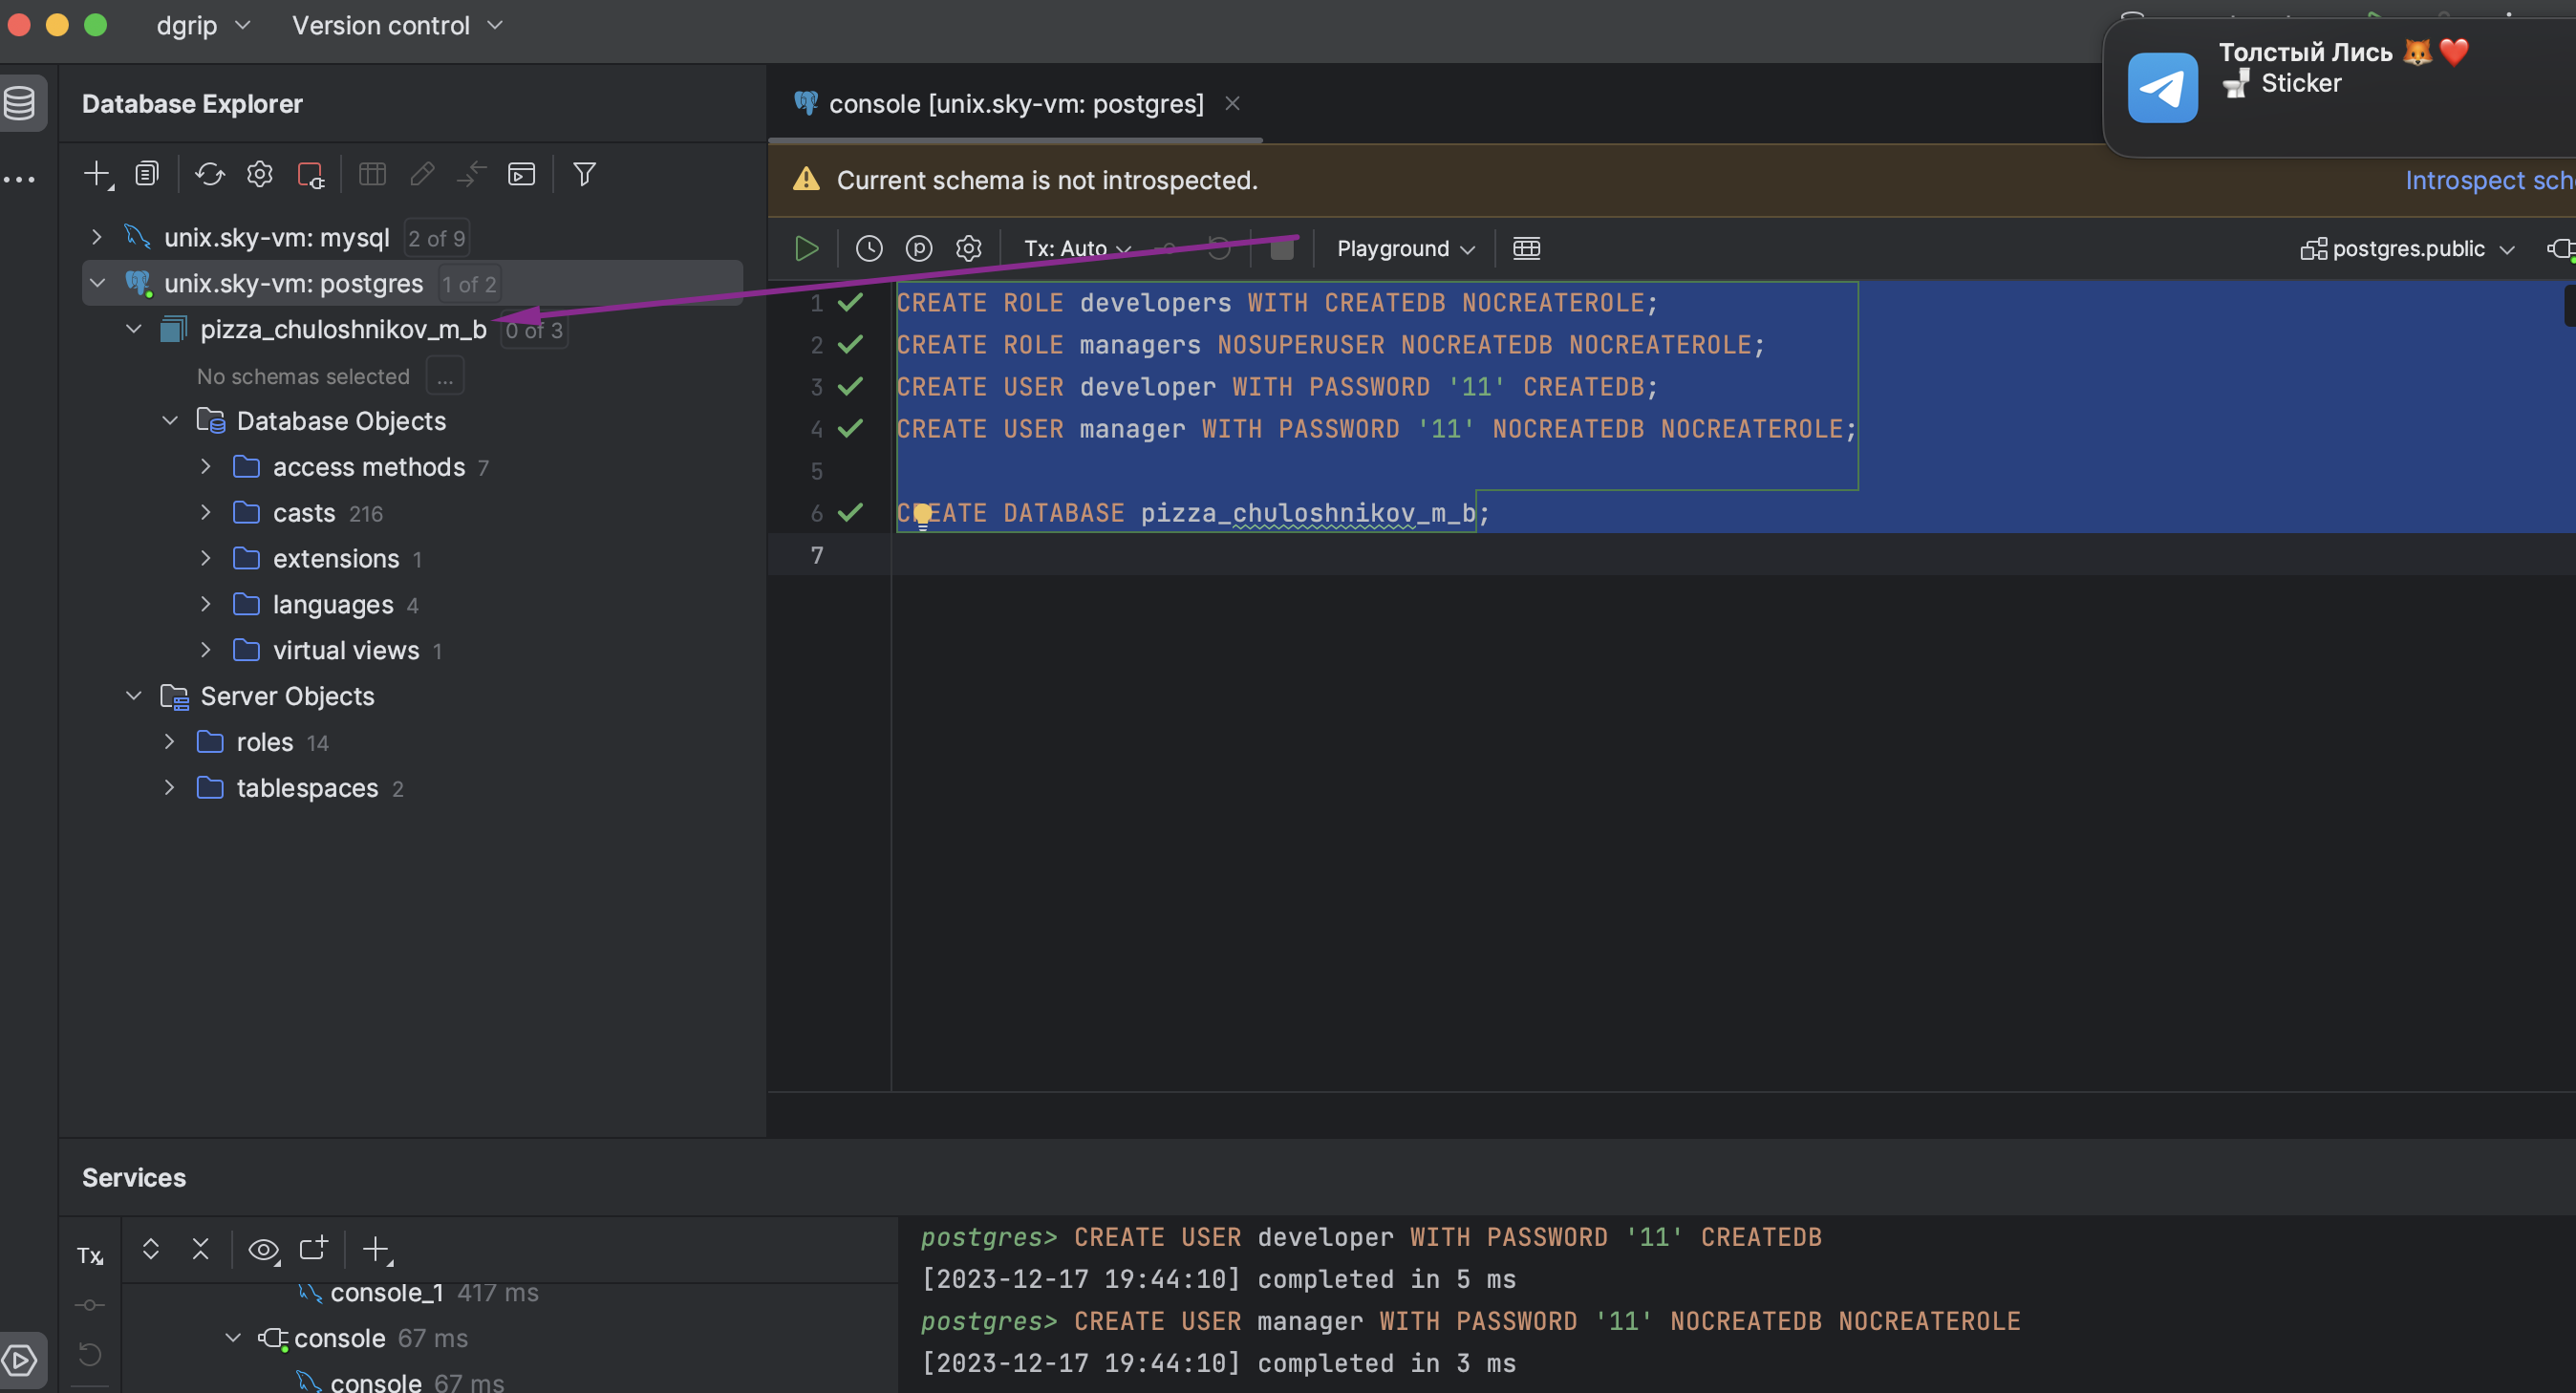 dgrip
Version control
Толстый Лись 🦊❤️
🚽 Sticker
Database Explorer
console [unix.sky-vm: postgres]
Current schema is not introspected.
Introspect sch
unix.sky-vm: mysql 2 of 9
unix.sky-vm: postgres 1 of 2
pizza_chuloshnikov_m_b 0 of 3
No schemas selected ...
Database Objects
access methods 7
casts 216
extensions 1
languages 4
virtual views 1
Server Objects
roles 14
tablespaces 2
Tx: Auto
Playground
postgres.public
1 CREATE ROLE developers WITH CREATEDB NOCREATEROLE;
2 CREATE ROLE managers NOSUPERUSER NOCREATEDB NOCREATEROLE;
3 CREATE USER developer WITH PASSWORD '11' CREATEDB;
4 CREATE USER manager WITH PASSWORD '11' NOCREATEDB NOCREATEROLE;
5
6 CREATE DATABASE pizza_chuloshnikov_m_b;
7
Services
Tx
console_1 417 ms
console 67 ms
console 67 ms
postgres> CREATE USER developer WITH PASSWORD '11' CREATEDB
[2023-12-17 19:44:10] completed in 5 ms
postgres> CREATE USER manager WITH PASSWORD '11' NOCREATEDB NOCREATEROLE
[2023-12-17 19:44:10] completed in 3 ms